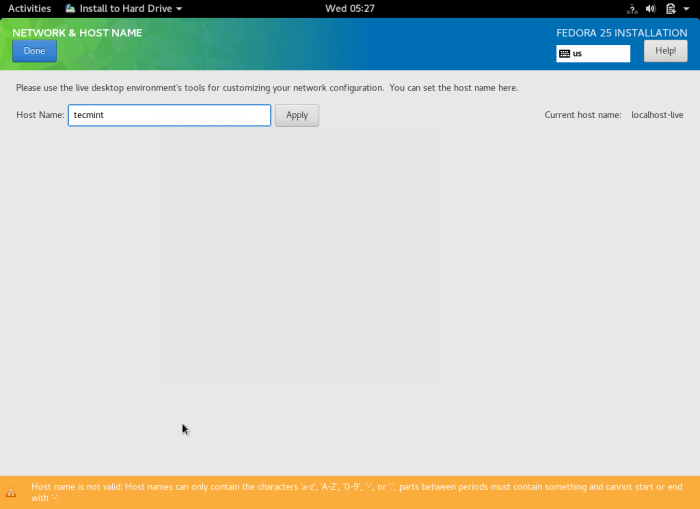 Activities Install to Hard Drive Wed 05:27
NETWORK & HOST NAME FEDORA 25 INSTALLATION
Done us Help!
Please use the live desktop environment's tools for customizing your network configuration. You can set the host name here.
Host Name: tecmint Apply Current host name: localhost-live
Host name is not valid: Host names can only contain the characters 'a-z', 'A-Z', '0-9', '-', or '.', parts between periods must contain something and cannot start or end
with '-'.